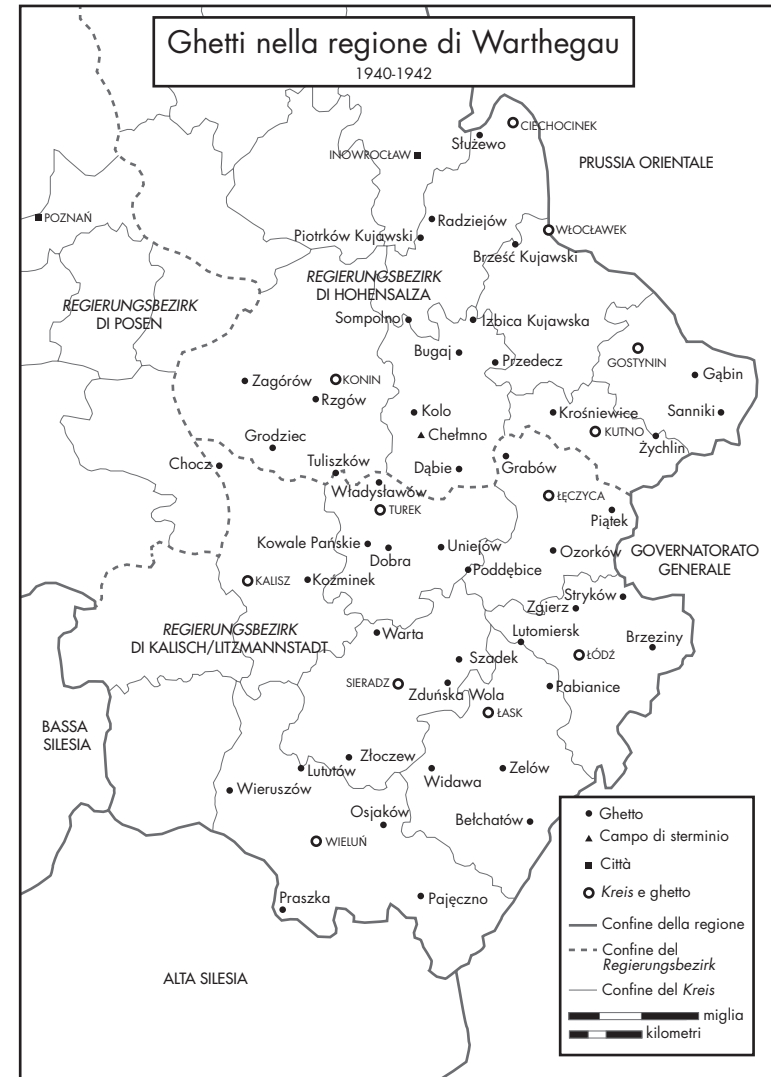 Ghetti nella regione di Warthegau
1940-1942
CIECHOCINEK
Służewo
INOWROCŁAW
PRUSSIA ORIENTALE
POZNAŃ
Radziejów
Piotrków Kujawski
WŁOCŁAWEK
Brześć Kujawski
REGIERUNGSBEZIRK
DI HOHENSALZA
REGIERUNGSBEZIRK
DI POSEN
Sompolno
Izbica Kujawska
Bugaj
Przedecz
GOSTYNIN
Gąbin
Zagórów
KONIN
Rzgów
Kolo
Krośniewice
Sanniki
Chełmno
KUTNO
Żychlin
Grodziec
Chocz
Tuliszków
Dąbie
Grabów
Władysławów
ŁĘCZYCA
TUREK
Piątek
Kowale Pańskie
Dobra
Uniejów
Ozorków
GOVERNATORATO
GENERALE
KALISZ
Koźminek
Poddębice
Stryków
Zgierz
REGIERUNGSBEZIRK
DI KALISCH/LITZMANNSTADT
Warta
Lutomiersk
Brzeziny
Szadek
ŁÓDŹ
SIERADZ
Zduńska Wola
Pabianice
ŁASK
BASSA
SILESIA
Złoczew
Lututów
Widawa
Zelów
Wieruszów
Osjaków
Bełchatów
WIELUŃ
Praszka
Pajęczno
ALTA SILESIA
Ghetto
Campo di sterminio
Città
Kreis e ghetto
Confine della regione
Confine del
Regierungsbezirk
Confine del Kreis
miglia
kilometri